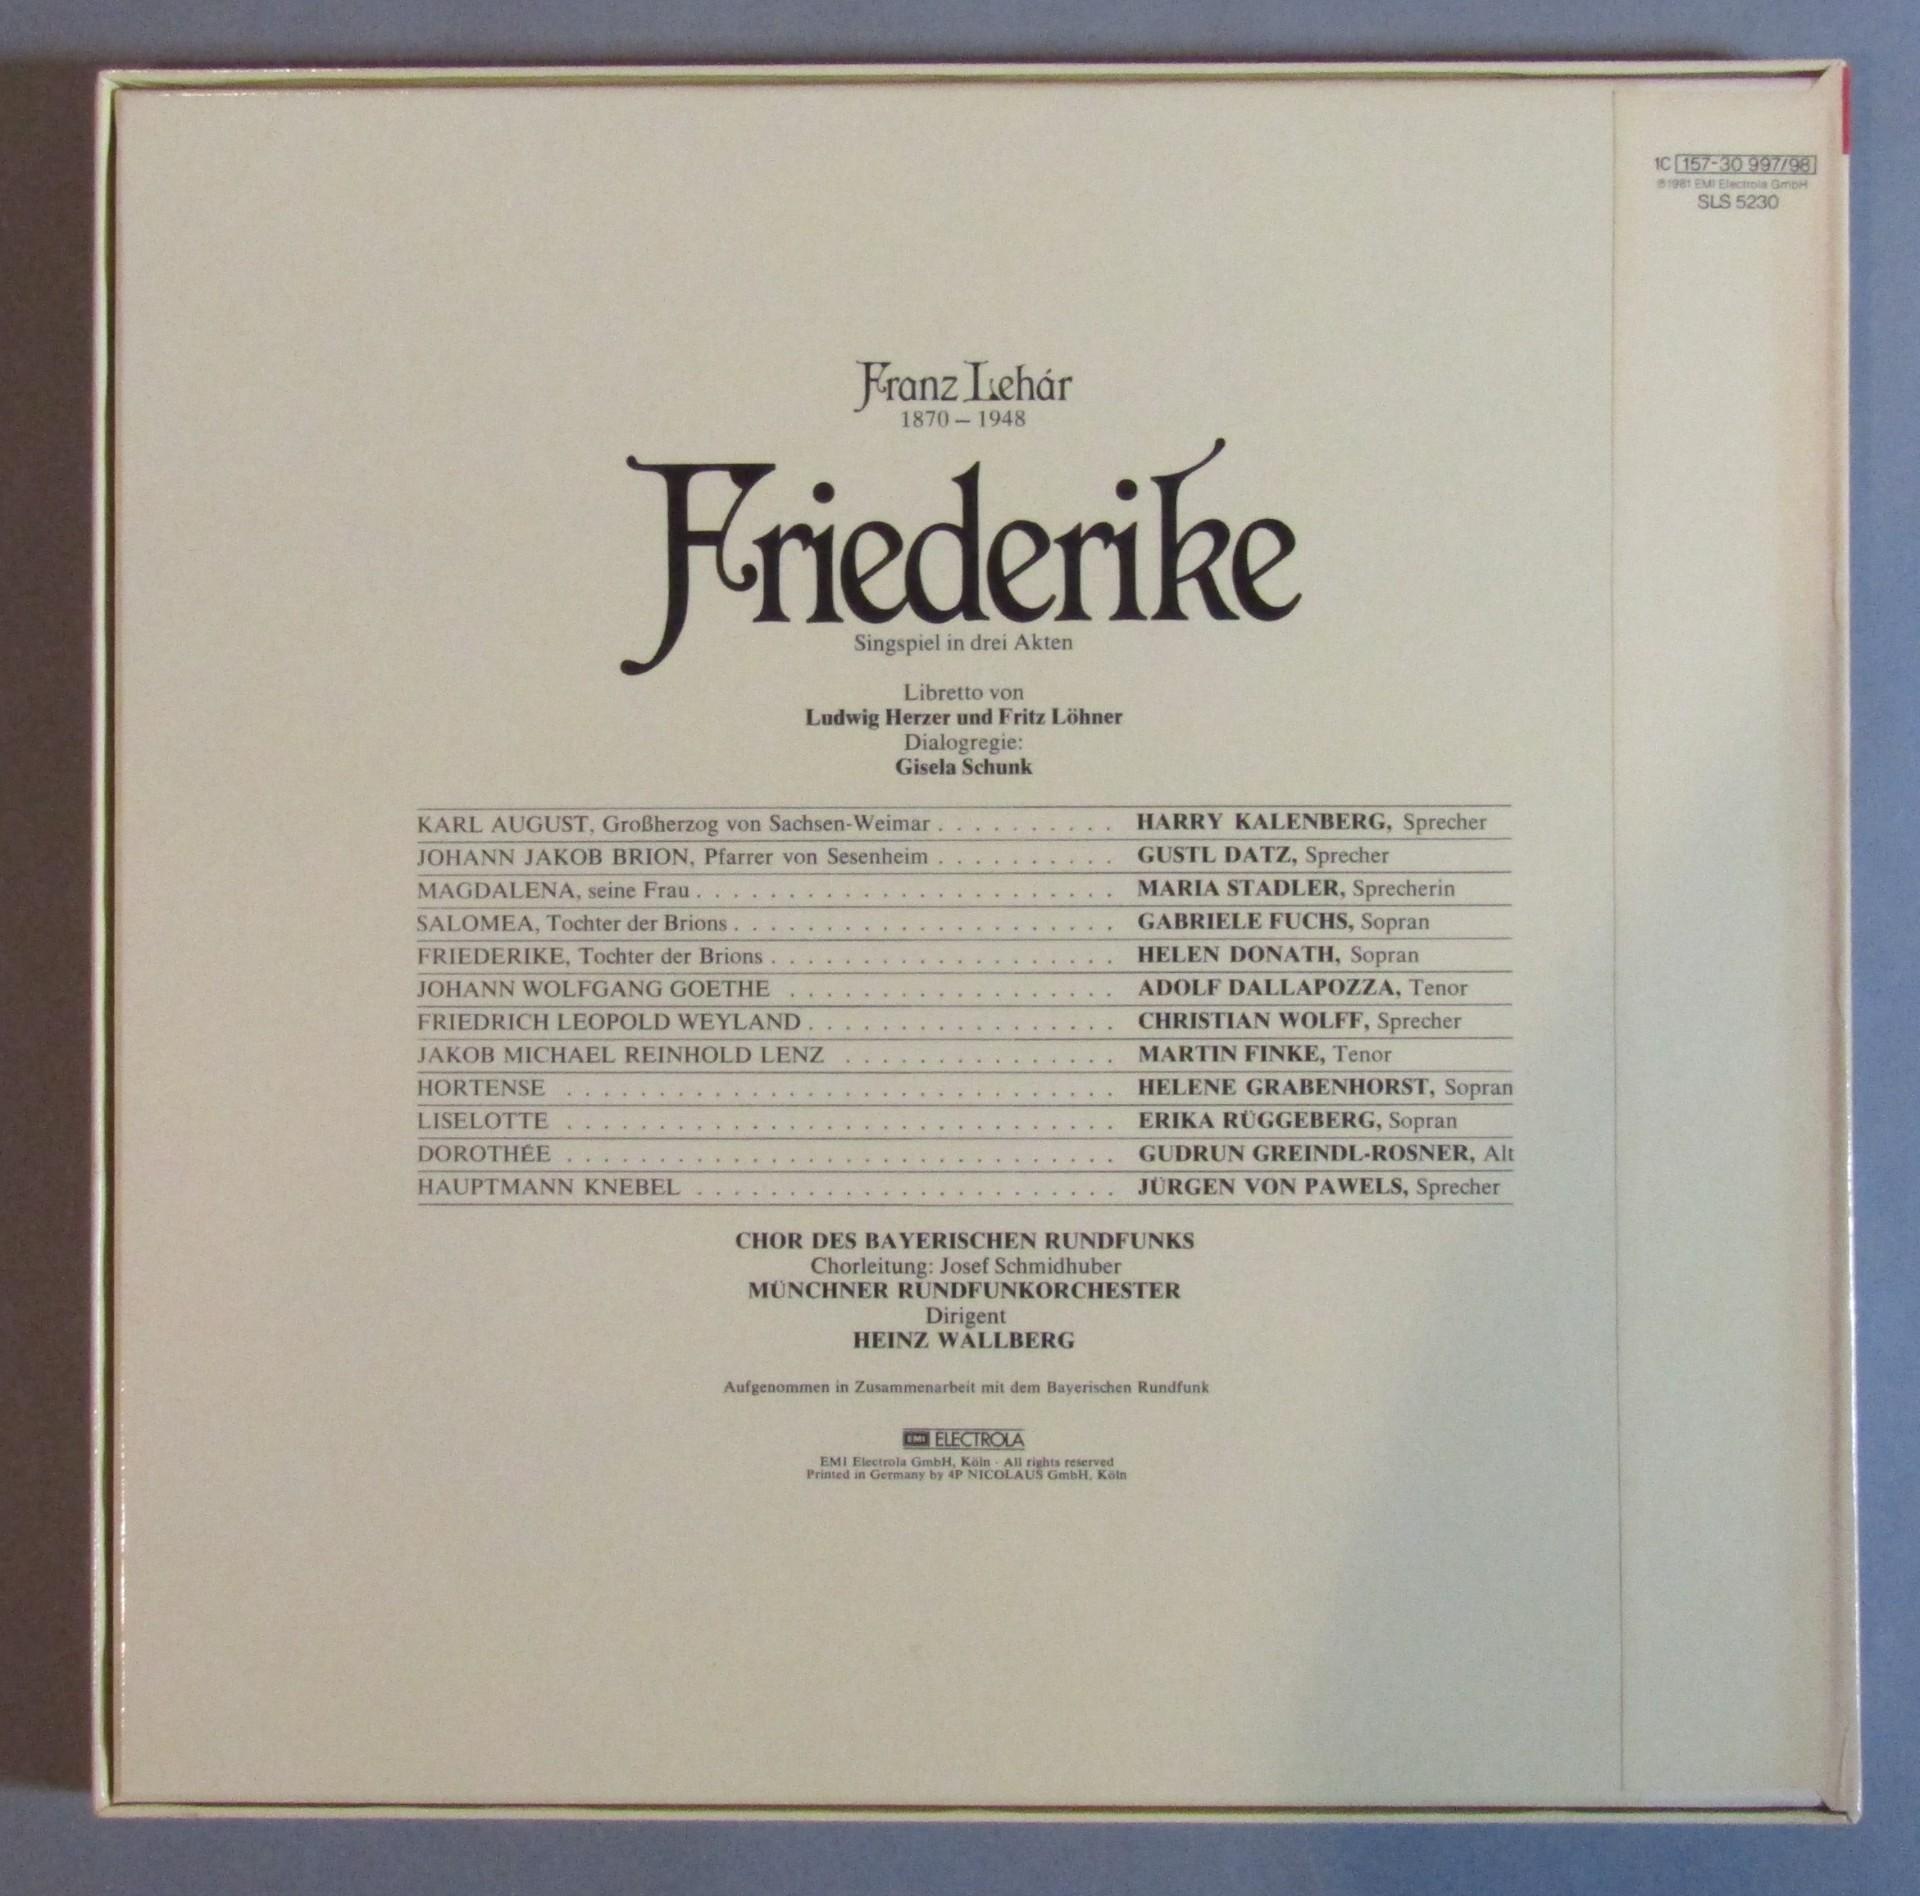 1C 157-30 997/98
℗1981 EMI Electrola GmbH
SLS 5230
Franz Lehár
1870 – 1948
Friederike
Singspiel in drei Akten
Libretto von
Ludwig Herzer und Fritz Löhner
Dialogregie:
Gisela Schunk
KARL AUGUST, Großherzog von Sachsen-Weimar . . . . . . . . . . HARRY KALENBERG, Sprecher
JOHANN JAKOB BRION, Pfarrer von Sesenheim . . . . . . . . . . GUSTL DATZ, Sprecher
MAGDALENA, seine Frau . . . . . . . . . . . . . . . . . . . . . . . MARIA STADLER, Sprecherin
SALOMEA, Tochter der Brions . . . . . . . . . . . . . . . . . . . . . GABRIELE FUCHS, Sopran
FRIEDERIKE, Tochter der Brions . . . . . . . . . . . . . . . . . . . HELEN DONATH, Sopran
JOHANN WOLFGANG GOETHE . . . . . . . . . . . . . . . . . . ADOLF DALLAPOZZA, Tenor
FRIEDRICH LEOPOLD WEYLAND . . . . . . . . . . . . . . . . . CHRISTIAN WOLFF, Sprecher
JAKOB MICHAEL REINHOLD LENZ . . . . . . . . . . . . . . . MARTIN FINKE, Tenor
HORTENSE . . . . . . . . . . . . . . . . . . . . . . . . . . . . . . HELENE GRABENHORST, Sopran
LISELOTTE . . . . . . . . . . . . . . . . . . . . . . . . . . . . . . ERIKA RÜGGEBERG, Sopran
DOROTHÉE . . . . . . . . . . . . . . . . . . . . . . . . . . . . . . GUDRUN GREINDL-ROSNER, Alt
HAUPTMANN KNEBEL . . . . . . . . . . . . . . . . . . . . . . . JÜRGEN VON PAWELS, Sprecher
CHOR DES BAYERISCHEN RUNDFUNKS
Chorleitung: Josef Schmidhuber
MÜNCHNER RUNDFUNKORCHESTER
Dirigent
HEINZ WALLBERG
Aufgenommen in Zusammenarbeit mit dem Bayerischen Rundfunk
EMI ELECTROLA
EMI Electrola GmbH, Köln · All rights reserved
Printed in Germany by 4P NICOLAUS GmbH, Köln